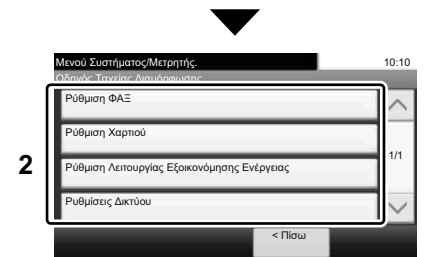 Μενού Συστήματος/Μετρητής.
10:10
Οδηγός Ταχείας Διαμόρφωσης
Ρύθμιση ΦΑΞ
Ρύθμιση Χαρτιού
1/1
2
Ρύθμιση Λειτουργίας Εξοικονόμησης Ενέργειας
Ρυθμίσεις Δικτύου
< Πίσω